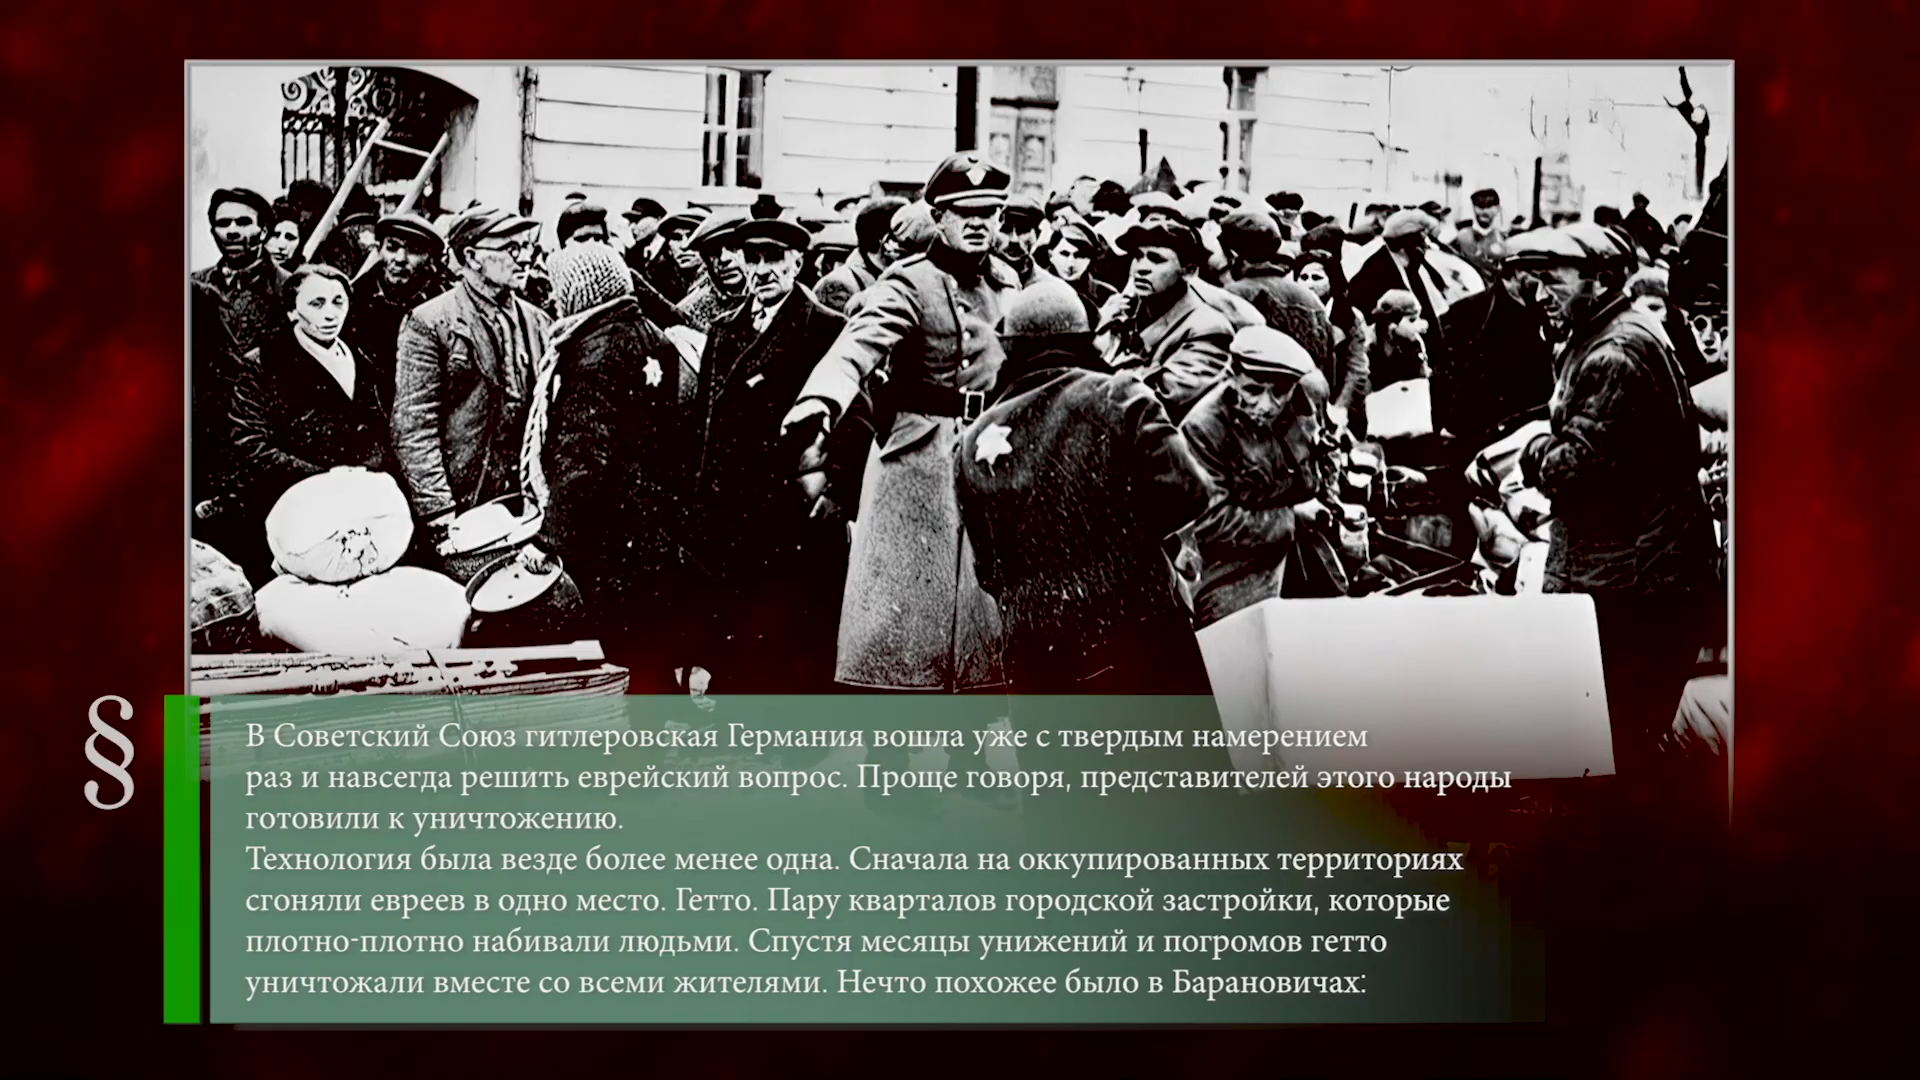 §
В Советский Союз гитлеровская Германия вошла уже с твердым намерением
раз и навсегда решить еврейский вопрос. Проще говоря, представителей этого народы
готовили к уничтожению.
Технология была везде более менее одна. Сначала на оккупированных территориях
сгоняли евреев в одно место. Гетто. Пару кварталов городской застройки, которые
плотно-плотно набивали людьми. Спустя месяцы унижений и погромов гетто
уничтожали вместе со всеми жителями. Нечто похожее было в Барановичах: